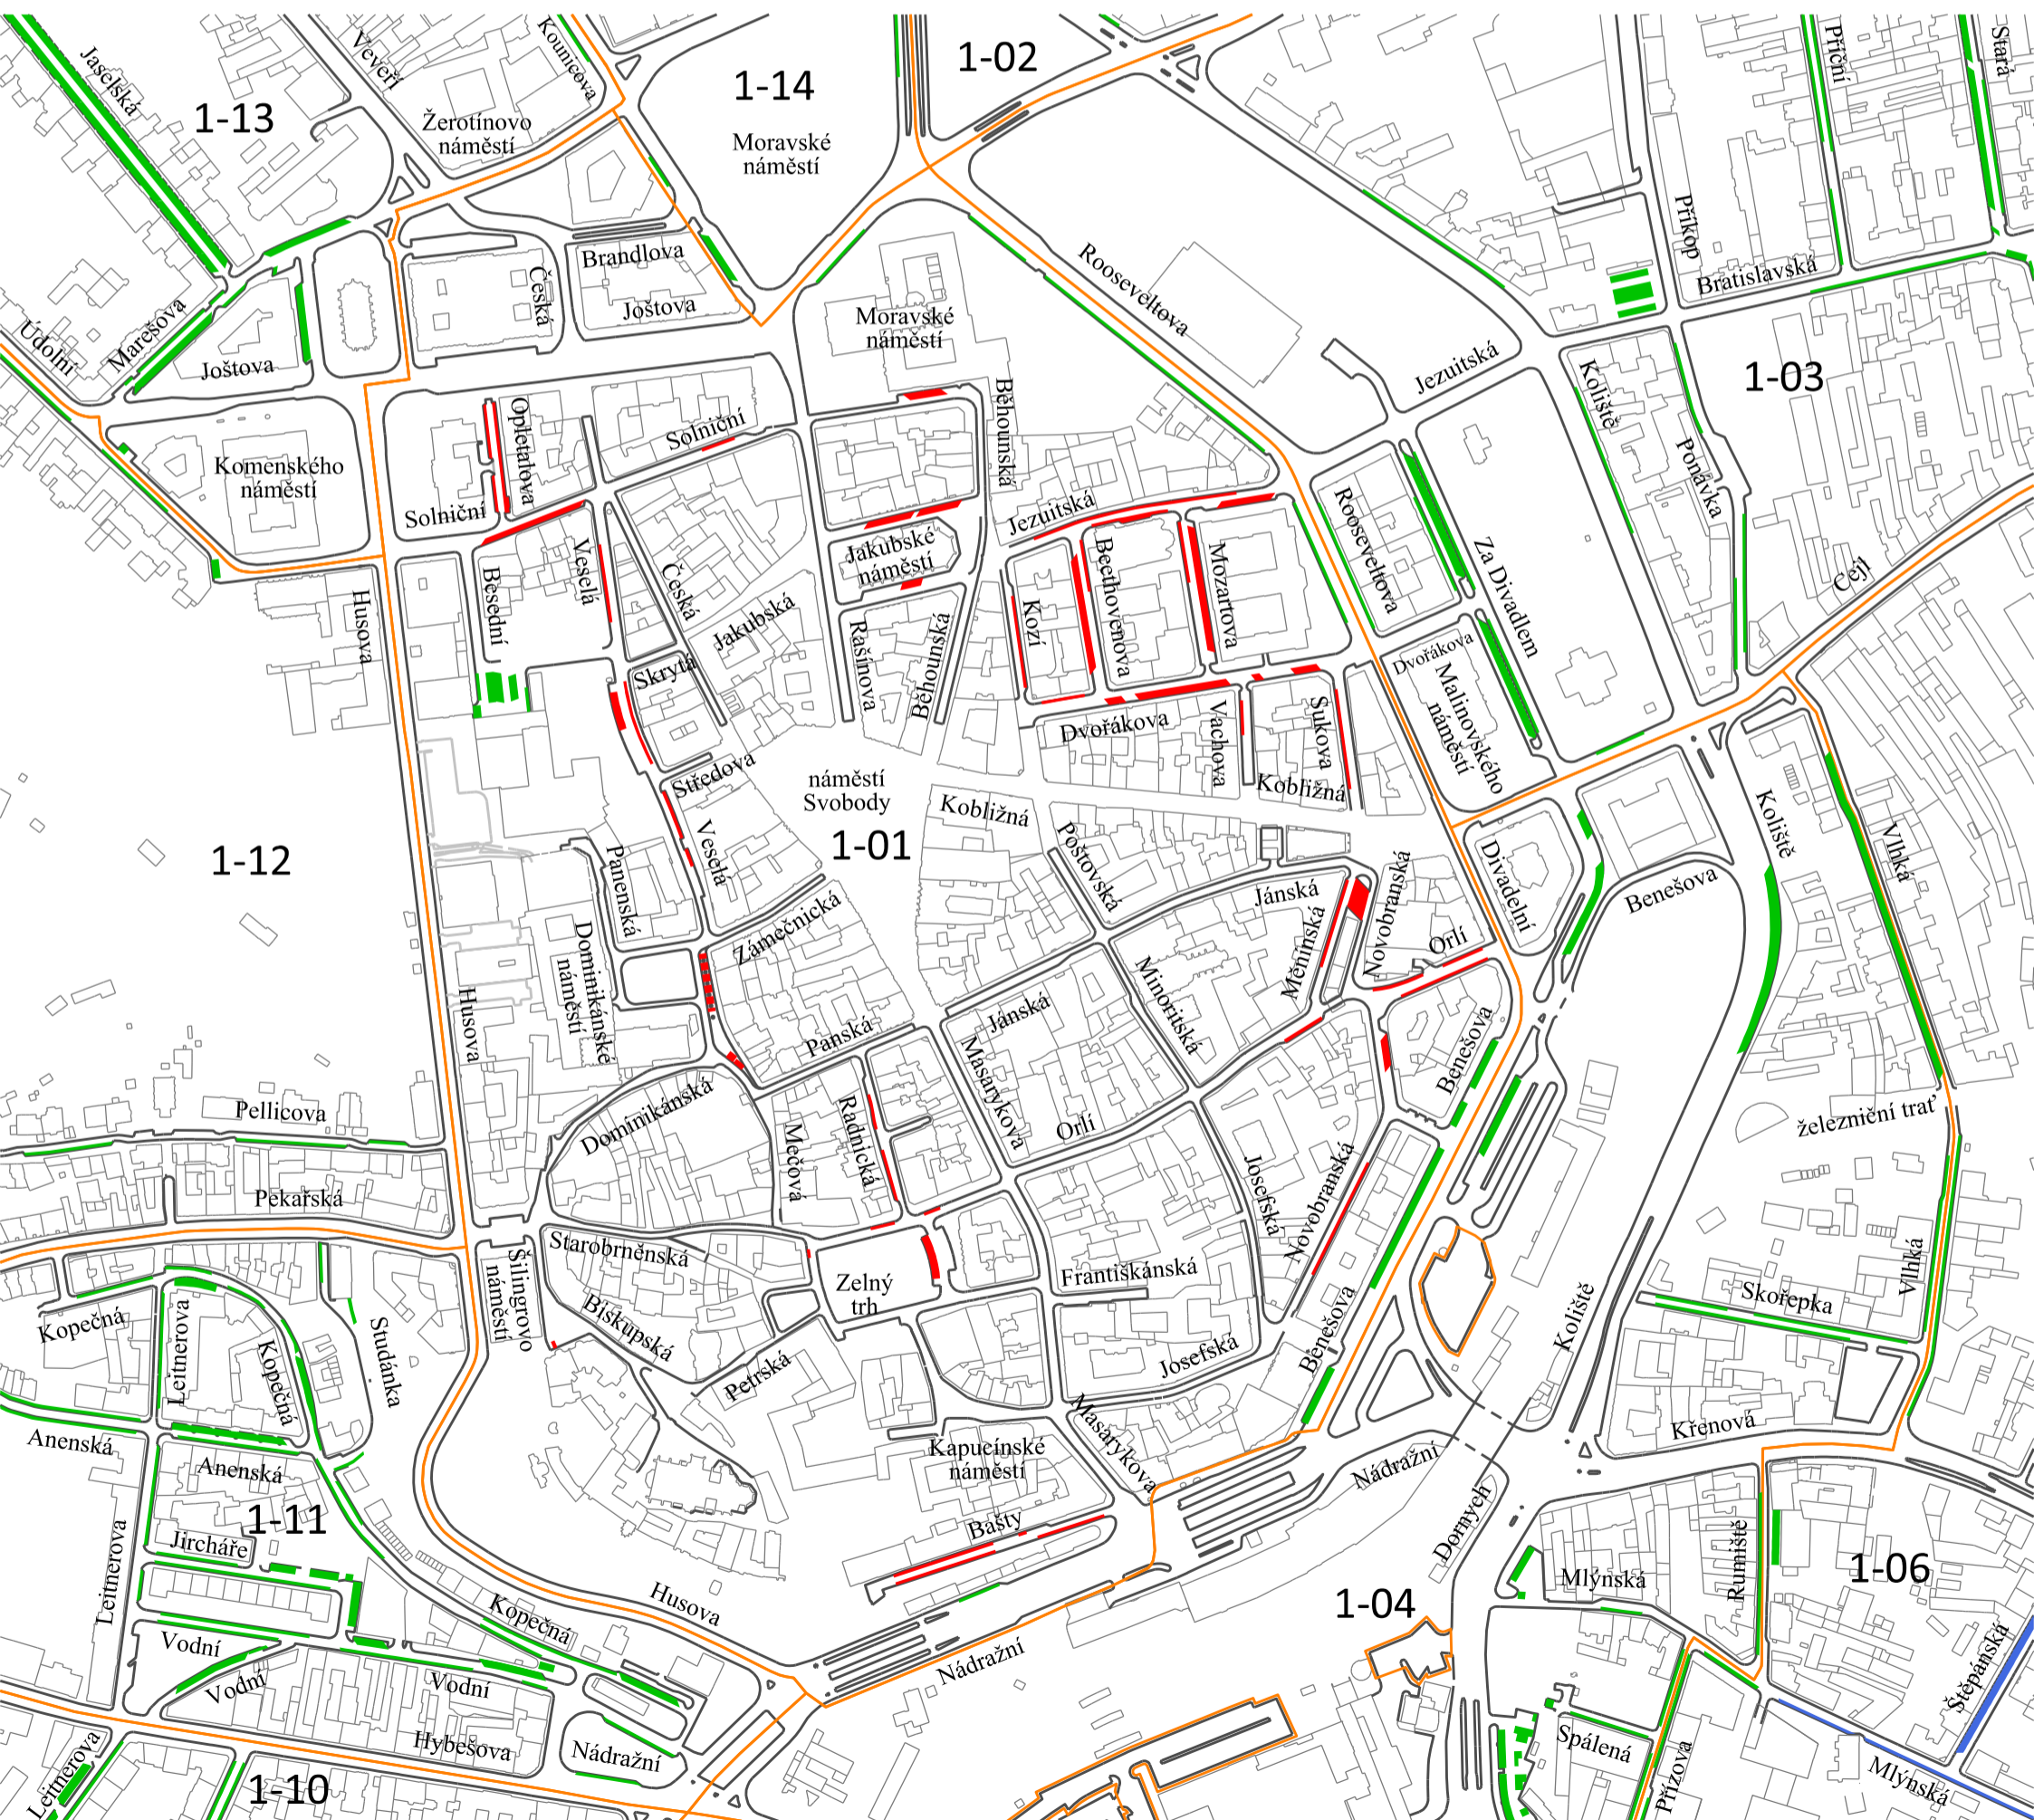 Jaselská
1-13
Veveří
Žerotínovo
náměstí
Kounicova
1-14
Moravské
náměstí
1-02
Příční
Stará
Příkop
Bratislavská
Údolní
Marešova
Joštova
Česká
Brandlova
Joštova
Moravské
náměstí
Rooseveltova
Jezuitská
Koliště
1-03
Ponávka
Komenského
náměstí
Opletalova
Solniční
Solniční
Běhounská
Jezuitská
Jakubské
náměstí
Rooseveltova
Za Divadlem
Cejl
Husova
Besední
Veselá
Česká
Jakubská
Rašínova
Běhounská
Kozí
Beethovenova
Mozartova
Dvořákova
Malinovského
náměstí
Skrytá
Dvořákova
Vachova
Sukova
Středova
náměstí
Svobody
Kobližná
Kobližná
1-12
1-01
Veselá
Panenská
Poštovská
Jánská
Novobranská
Divadelní
Benešova
Koliště
Vlhká
Zámečnická
Dominikánské
náměstí
Měnínská
Orlí
Minoritská
Husova
Panská
Jánská
Masarykova
Benešova
Pellicova
Dominikánská
Radnická
Mečová
Orlí
železniční trať
Pekařská
Josefská
Novobranská
Starobrněnská
Šilingrovo
náměstí
Zelný
trh
Františkánská
Vlhká
Skořepka
Kopečná
Leitnerova
Kopečná
Studánka
Biskupská
Petrská
Josefská
Benešova
Koliště
Křenová
Anenská
Anenská
Masarykova
Kapucínské
náměstí
Nádražní
Dornych
1-11
Jircháře
Leitnerova
Bašty
Mlýnská
Rumiště
1-06
1-04
Husova
Kopečná
Vodní
Vodní
Vodní
Nádražní
Štěpánská
Hybešova
Nádražní
Spálená
Přízova
Mlýnská
Leitnerova
1-10